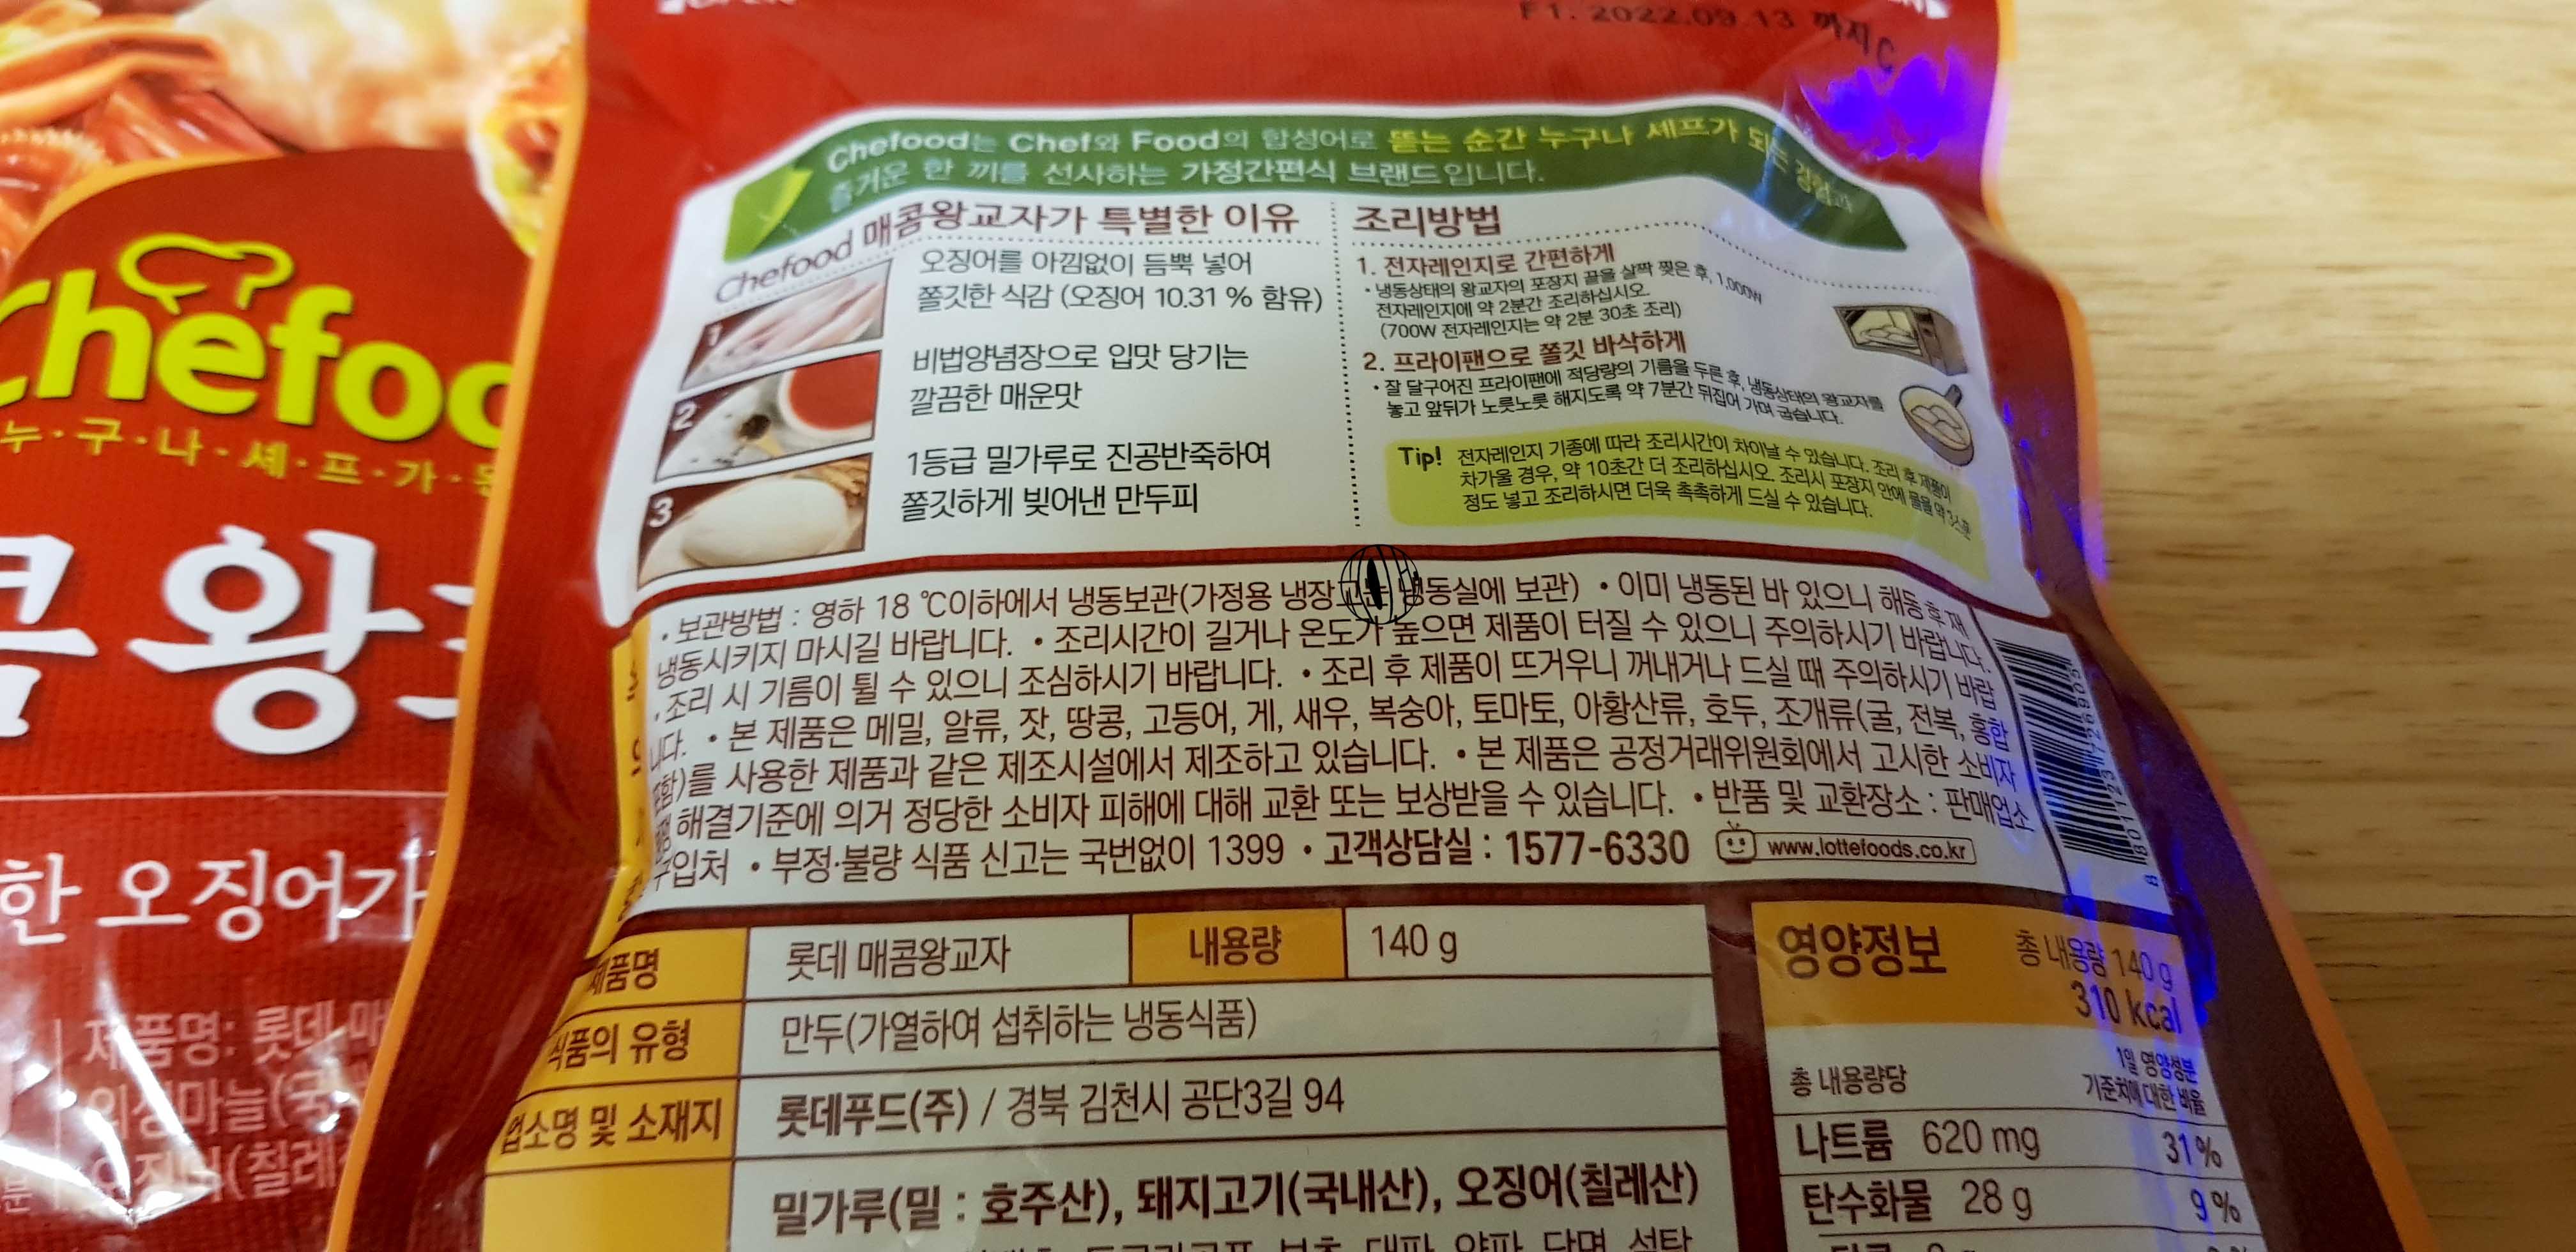 Chefood
누·구·나·셰·프·가
왕
한 오징어가
제품명: 롯데 매
의성마늘(국
오징어(칠레
F1. 2022.09.13 까지 C
Chefood는 Chef와 Food의 합성어로 뜯는 순간 누구나 셰프가 되는 경험과
즐거운 한 끼를 선사하는 가정간편식 브랜드입니다.
Chefood 매콤왕교자가 특별한 이유
1
오징어를 아낌없이 듬뿍 넣어
쫄깃한 식감 (오징어 10.31 % 함유)
2
비법양념장으로 입맛 당기는
깔끔한 매운맛
3
1등급 밀가루로 진공반죽하여
쫄깃하게 빚어낸 만두피
조리방법
1. 전자레인지로 간편하게
• 냉동상태의 왕교자의 포장지 끝을 살짝 찢은 후, 1,000W
전자레인지에 약 2분간 조리하십시오.
(700W 전자레인지는 약 2분 30초 조리)
2. 프라이팬으로 쫄깃 바삭하게
• 잘 달구어진 프라이팬에 적당량의 기름을 두른 후, 냉동상태의 왕교자를
놓고 앞뒤가 노릇노릇 해지도록 약 7분간 뒤집어 가며 굽습니다.
Tip! 전자레인지 기종에 따라 조리시간이 차이날 수 있습니다. 조리 후 제품이
차가울 경우, 약 10초간 더 조리하십시오. 조리시 포장지 안에 물을 약 3스푼
정도 넣고 조리하시면 더욱 촉촉하게 드실 수 있습니다.
• 보관방법 : 영하 18 ℃이하에서 냉동보관(가정용 냉장 냉동실에 보관) • 이미 냉동된 바 있으니 해동 후 재
냉동시키지 마시길 바랍니다. • 조리시간이 길거나 온도가 높으면 제품이 터질 수 있으니 주의하시기 바랍니다.
• 조리 시 기름이 튈 수 있으니 조심하시기 바랍니다. • 조리 후 제품이 뜨거우니 꺼내거나 드실 때 주의하시기 바랍
니다. • 본 제품은 메밀, 알류, 잣, 땅콩, 고등어, 게, 새우, 복숭아, 토마토, 아황산류, 호두, 조개류(굴, 전복, 홍합
포함)를 사용한 제품과 같은 제조시설에서 제조하고 있습니다. • 본 제품은 공정거래위원회에서 고시한 소비자
분쟁 해결기준에 의거 정당한 소비자 피해에 대해 교환 또는 보상받을 수 있습니다. • 반품 및 교환장소 : 판매업소
구입처 • 부정·불량 식품 신고는 국번없이 1399 • 고객상담실 : 1577-6330 www.lottefoods.co.kr
제품명 롯데 매콤왕교자 내용량 140 g
식품의 유형 만두(가열하여 섭취하는 냉동식품)
업소명 및 소재지 롯데푸드(주) / 경북 김천시 공단3길 94
밀가루(밀 : 호주산), 돼지고기(국내산), 오징어(칠레산)
부추, 대파, 양파, 당면, 설탕
영양정보 총 내용량 140 g
310 kcal
총 내용량당 1일 영양성분
기준치에 대한 비율
나트륨 620 mg 31 %
탄수화물 28 g 9 %